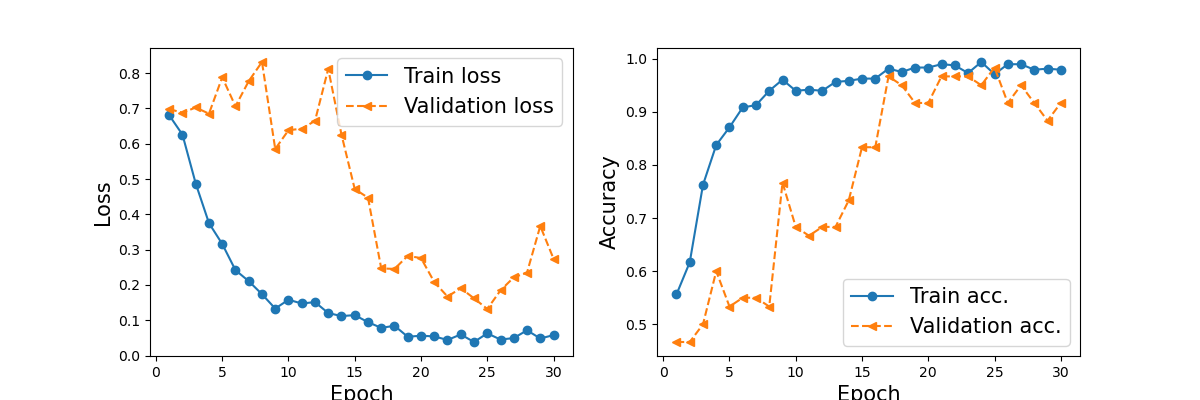 0.8
0.7
0.6
0.5
0.4
0.3
0.2
0.1
0.0
Loss
Train loss
Validation loss
0 5 10 15 20 25 30
Epoch
1.0
0.9
0.8
0.7
0.6
0.5
Accuracy
Train acc.
Validation acc.
0 5 10 15 20 25 30
Epoch